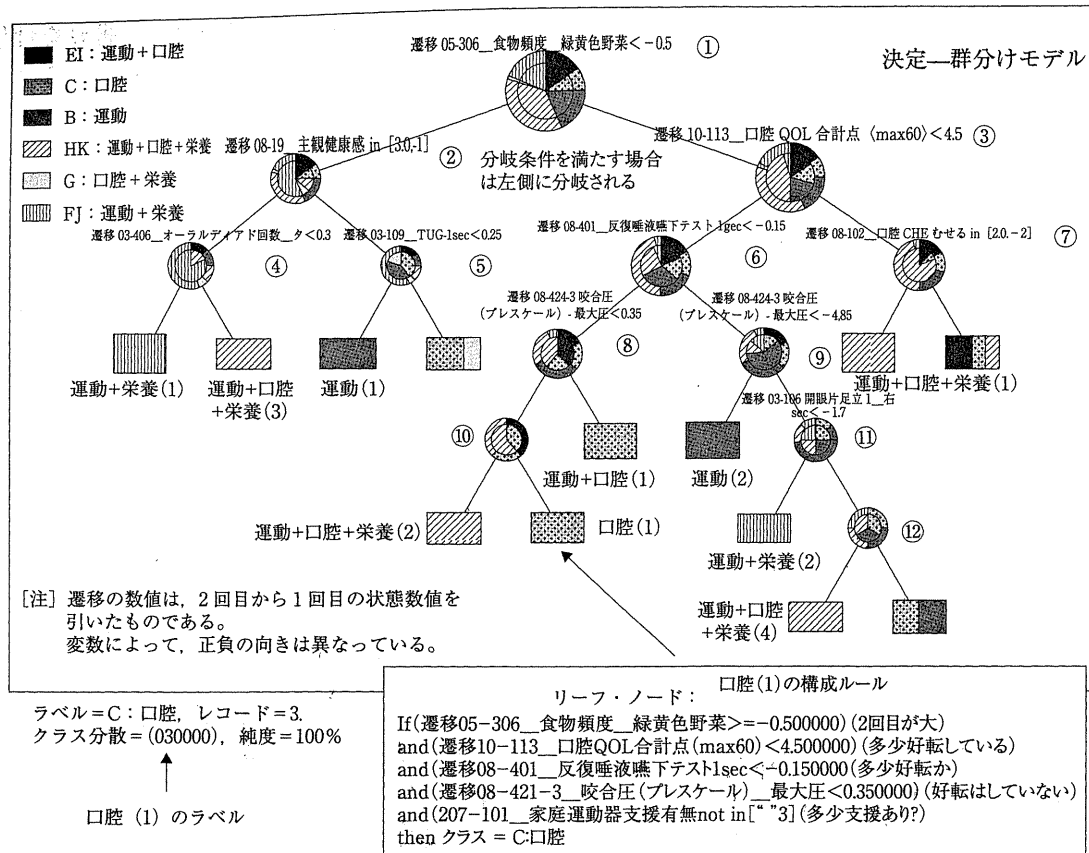 決定―群分けモデル
EI：運動＋口腔
C：口腔
B：運動
HK：運動＋口腔＋栄養
G：口腔＋栄養
FJ：運動＋栄養
遷移 05-306＿食物頻度＿緑黄色野菜<－0.5 ①
遷移 08-19＿主観健康感 in [3.0,-1] ②
分岐条件を満たす場合
は左側に分岐される
遷移 10-113＿口腔 QOL 合計点〈max60〉<4.5 ③
遷移 03-406＿オーラルディアド回数＿タ<0.3 ④
遷移 03-109＿TUG-1sec<0.25 ⑤
遷移 08-401＿反復唾液嚥下テスト 1gec<－0.15 ⑥
遷移 08-102＿口腔 CHE むせる in [2.0.－2] ⑦
遷移 08-424-3 咬合圧
（プレスケール）- 最大圧<0.35 ⑧
遷移 08-424-3 咬合圧
（プレスケール）- 最大圧<－4,85 ⑨
運動＋栄養(1)
運動＋口腔
＋栄養(3)
運動(1)
運動＋口腔＋栄養(1)
⑩
運動＋口腔(1)
運動(2)
遷移 03-106 開眼片足立 1＿右
sec<－1.7 ⑪
運動＋口腔＋栄養(2)
口腔(1)
運動＋栄養(2)
⑫
運動＋口腔
＋栄養(4)
［注］遷移の数値は，2回目から1回目の状態数値を
引いたものである。
変数によって，正負の向きは異なっている。
ラベル＝C：口腔，レコード＝3.
クラス分散＝(030000)，純度＝100％
口腔（1）のラベル
口腔(1)の構成ルール
リーフ・ノード：
If(遷移05-306＿食物頻度＿緑黄色野菜>=-0.500000)(2回目が大)
and(遷移10-113＿口腔QOL合計点(max60)<4.500000)(多少好転している)
and(遷移08-401＿反復唾液嚥下テスト1sec<-0.150000(多少好転か)
and(遷移08-421-3＿咬合圧(プレスケール)＿最大圧<0.350000)(好転はしていない)
and(207-101＿家庭運動器支援有無not in[“ ”3](多少支援あり?)
then クラス = C:口腔